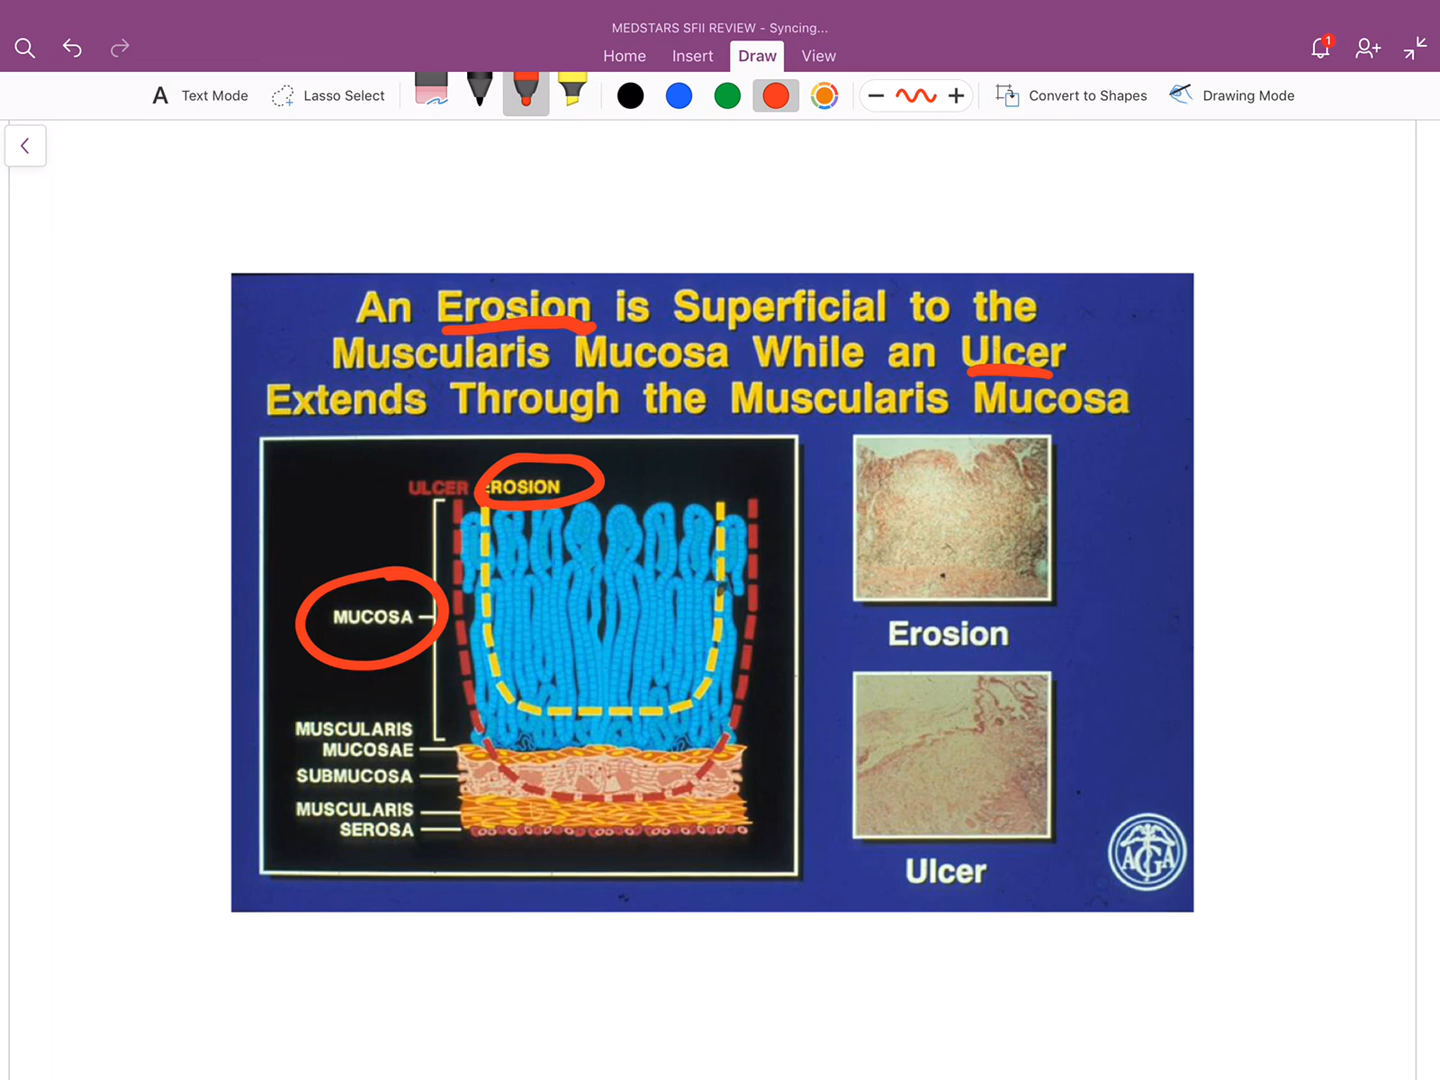 MEDSTARS SFII REVIEW - Syncing...
Home Insert Draw View
1
A Text Mode Lasso Select Convert to Shapes Drawing Mode
An Erosion is Superficial to the
Muscularis Mucosa While an Ulcer
Extends Through the Muscularis Mucosa
ULCER EROSION
MUCOSA
MUSCULARIS
MUCOSAE
SUBMUCOSA
MUSCULARIS
SEROSA
Erosion
Ulcer
AGA